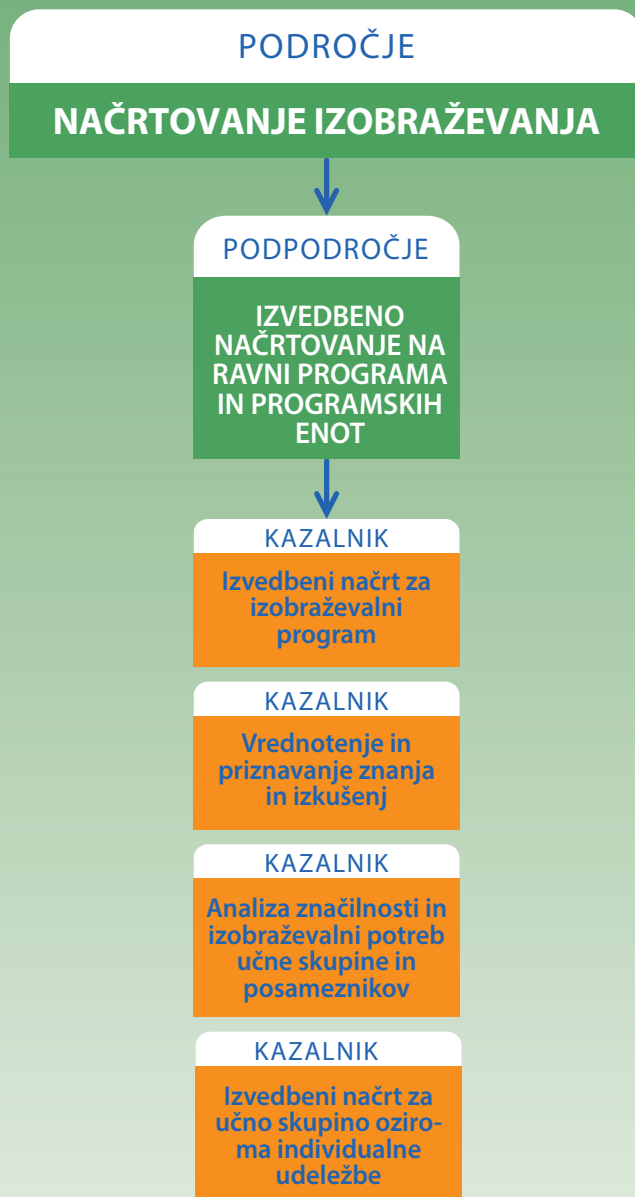 PODROČJE
NAČRTOVANJE IZOBRAŽEVANJA
PODPODROČJE
IZVEDBENO
NAČRTOVANJE NA
RAVNI PROGRAMA
IN PROGRAMSKIH
ENOT
KAZALNIK
Izvedbeni načrt za
izobraževalni
program
KAZALNIK
Vrednotenje in
priznavanje znanja
in izkušenj
KAZALNIK
Analiza značilnosti in
izobraževalni potreb
učne skupine in
posameznikov
KAZALNIK
Izvedbeni načrt za
učno skupino oziro-
ma individualne
udeležbe